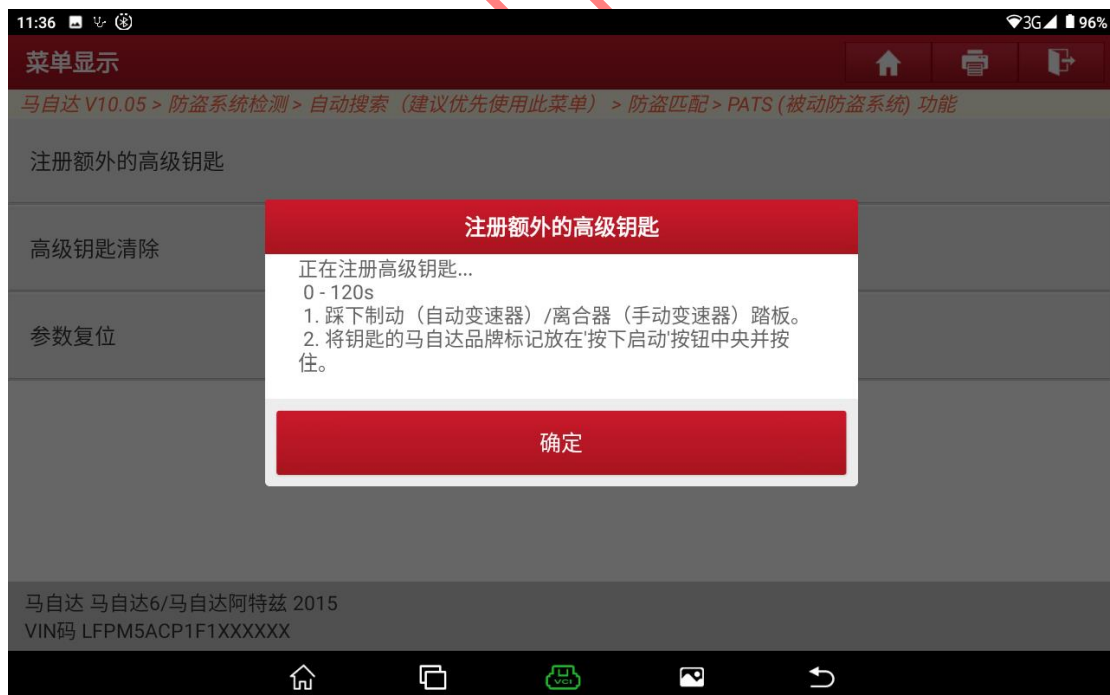 11:36 3G 96%
菜单显示
马自达 V10.05 > 防盗系统检测 > 自动搜索（建议优先使用此菜单） > 防盗匹配 > PATS (被动防盗系统) 功能
注册额外的高级钥匙
注册额外的高级钥匙
高级钥匙清除
正在注册高级钥匙...
0 - 120s
1. 踩下制动（自动变速器）/离合器（手动变速器）踏板。
2. 将钥匙的马自达品牌标记放在'按下启动'按钮中央并按
住。
参数复位
确定
马自达 马自达6/马自达阿特兹 2015
VIN码 LFPM5ACP1F1XXXXXX
VCI